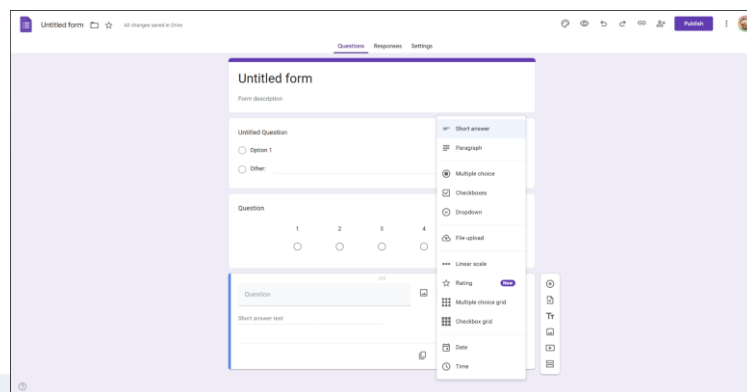 Untitled form
All changes saved in Drive
Publish
Questions Responses Settings
Untitled form
Form description
Untitled Question
Option 1
Other:
Question
1 2 3 4
Question
Short answer text
Short answer
Paragraph
Multiple choice
Checkboxes
Dropdown
File upload
Linear scale
Rating New
Multiple choice grid
Checkbox grid
Date
Time
Tт